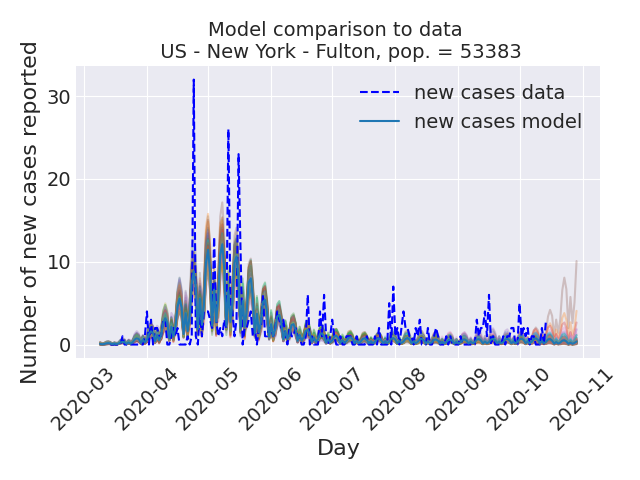 Model comparison to data
US - New York - Fulton, pop. = 53383
Number of new cases reported
30
20
10
0
new cases data
new cases model
2020-03
2020-04
2020-05
2020-06
2020-07
2020-08
2020-09
2020-10
2020-11
Day